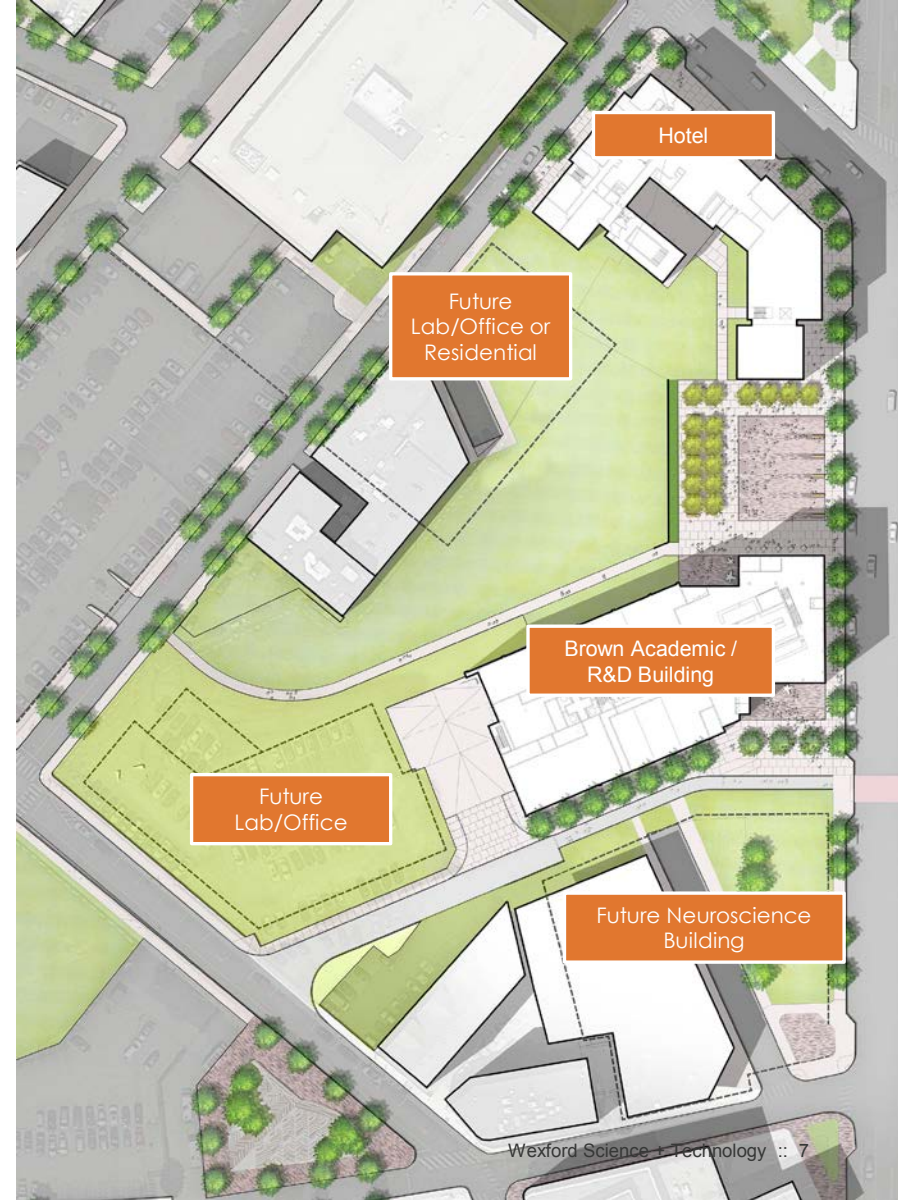 Hotel
Future
Lab/Office or
Residential
Brown Academic /
R&D Building
Future
Lab/Office
Future Neuroscience
Building
Wexford Science + Technology :: 7